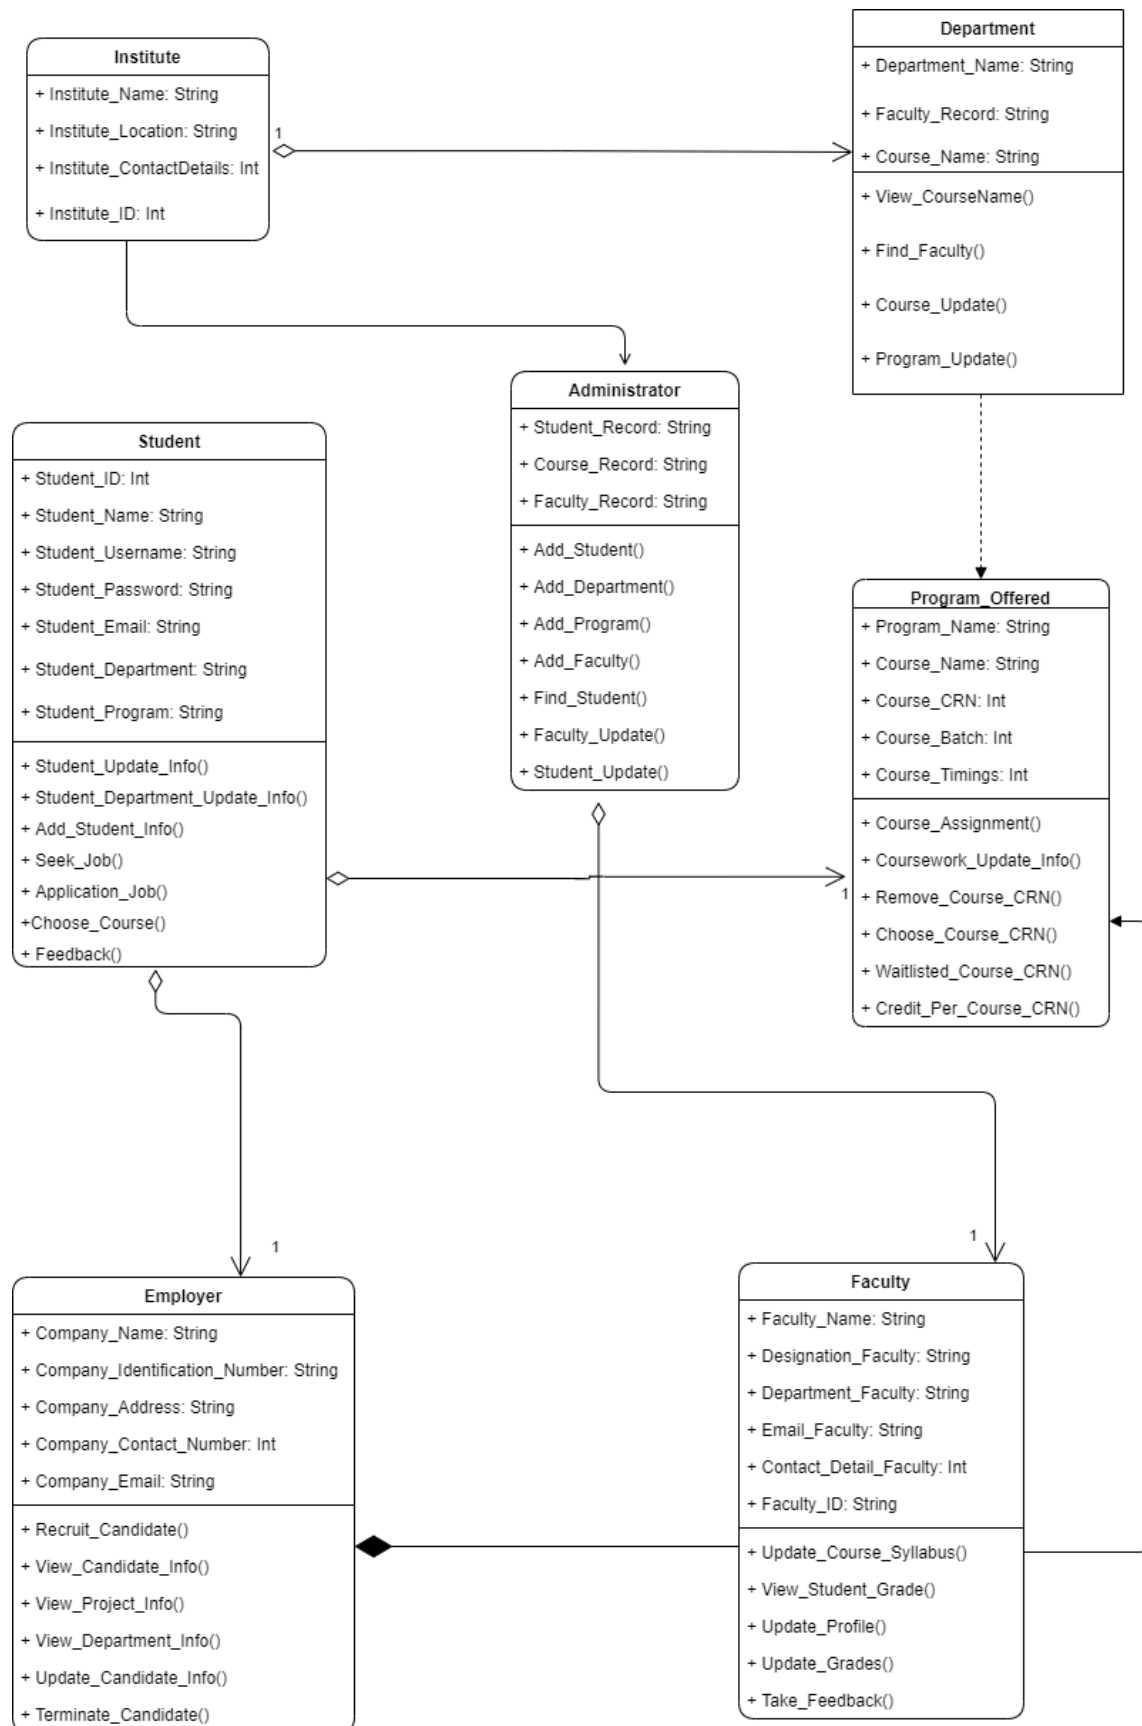 Institute
+ Institute_Name: String
+ Institute_Location: String
+ Institute_ContactDetails: Int
+ Institute_ID: Int
1
Department
+ Department_Name: String
+ Faculty_Record: String
+ Course_Name: String
+ View_CourseName()
+ Find_Faculty()
+ Course_Update()
+ Program_Update()
Administrator
+ Student_Record: String
+ Course_Record: String
+ Faculty_Record: String
+ Add_Student()
+ Add_Department()
+ Add_Program()
+ Add_Faculty()
+ Find_Student()
+ Faculty_Update()
+ Student_Update()
Student
+ Student_ID: Int
+ Student_Name: String
+ Student_Username: String
+ Student_Password: String
+ Student_Email: String
+ Student_Department: String
+ Student_Program: String
+ Student_Update_Info()
+ Student_Department_Update_Info()
+ Add_Student_Info()
+ Seek_Job()
+ Application_Job()
+Choose_Course()
+ Feedback()
Program_Offered
+ Program_Name: String
+ Course_Name: String
+ Course_CRN: Int
+ Course_Batch: Int
+ Course_Timings: Int
+ Course_Assignment()
+ Coursework_Update_Info()
+ Remove_Course_CRN()
+ Choose_Course_CRN()
+ Waitlisted_Course_CRN()
+ Credit_Per_Course_CRN()
1
1
1
Employer
+ Company_Name: String
+ Company_Identification_Number: String
+ Company_Address: String
+ Company_Contact_Number: Int
+ Company_Email: String
+ Recruit_Candidate()
+ View_Candidate_Info()
+ View_Project_Info()
+ View_Department_Info()
+ Update_Candidate_Info()
+ Terminate_Candidate()
Faculty
+ Faculty_Name: String
+ Designation_Faculty: String
+ Department_Faculty: String
+ Email_Faculty: String
+ Contact_Detail_Faculty: Int
+ Faculty_ID: String
+ Update_Course_Syllabus()
+ View_Student_Grade()
+ Update_Profile()
+ Update_Grades()
+ Take_Feedback()